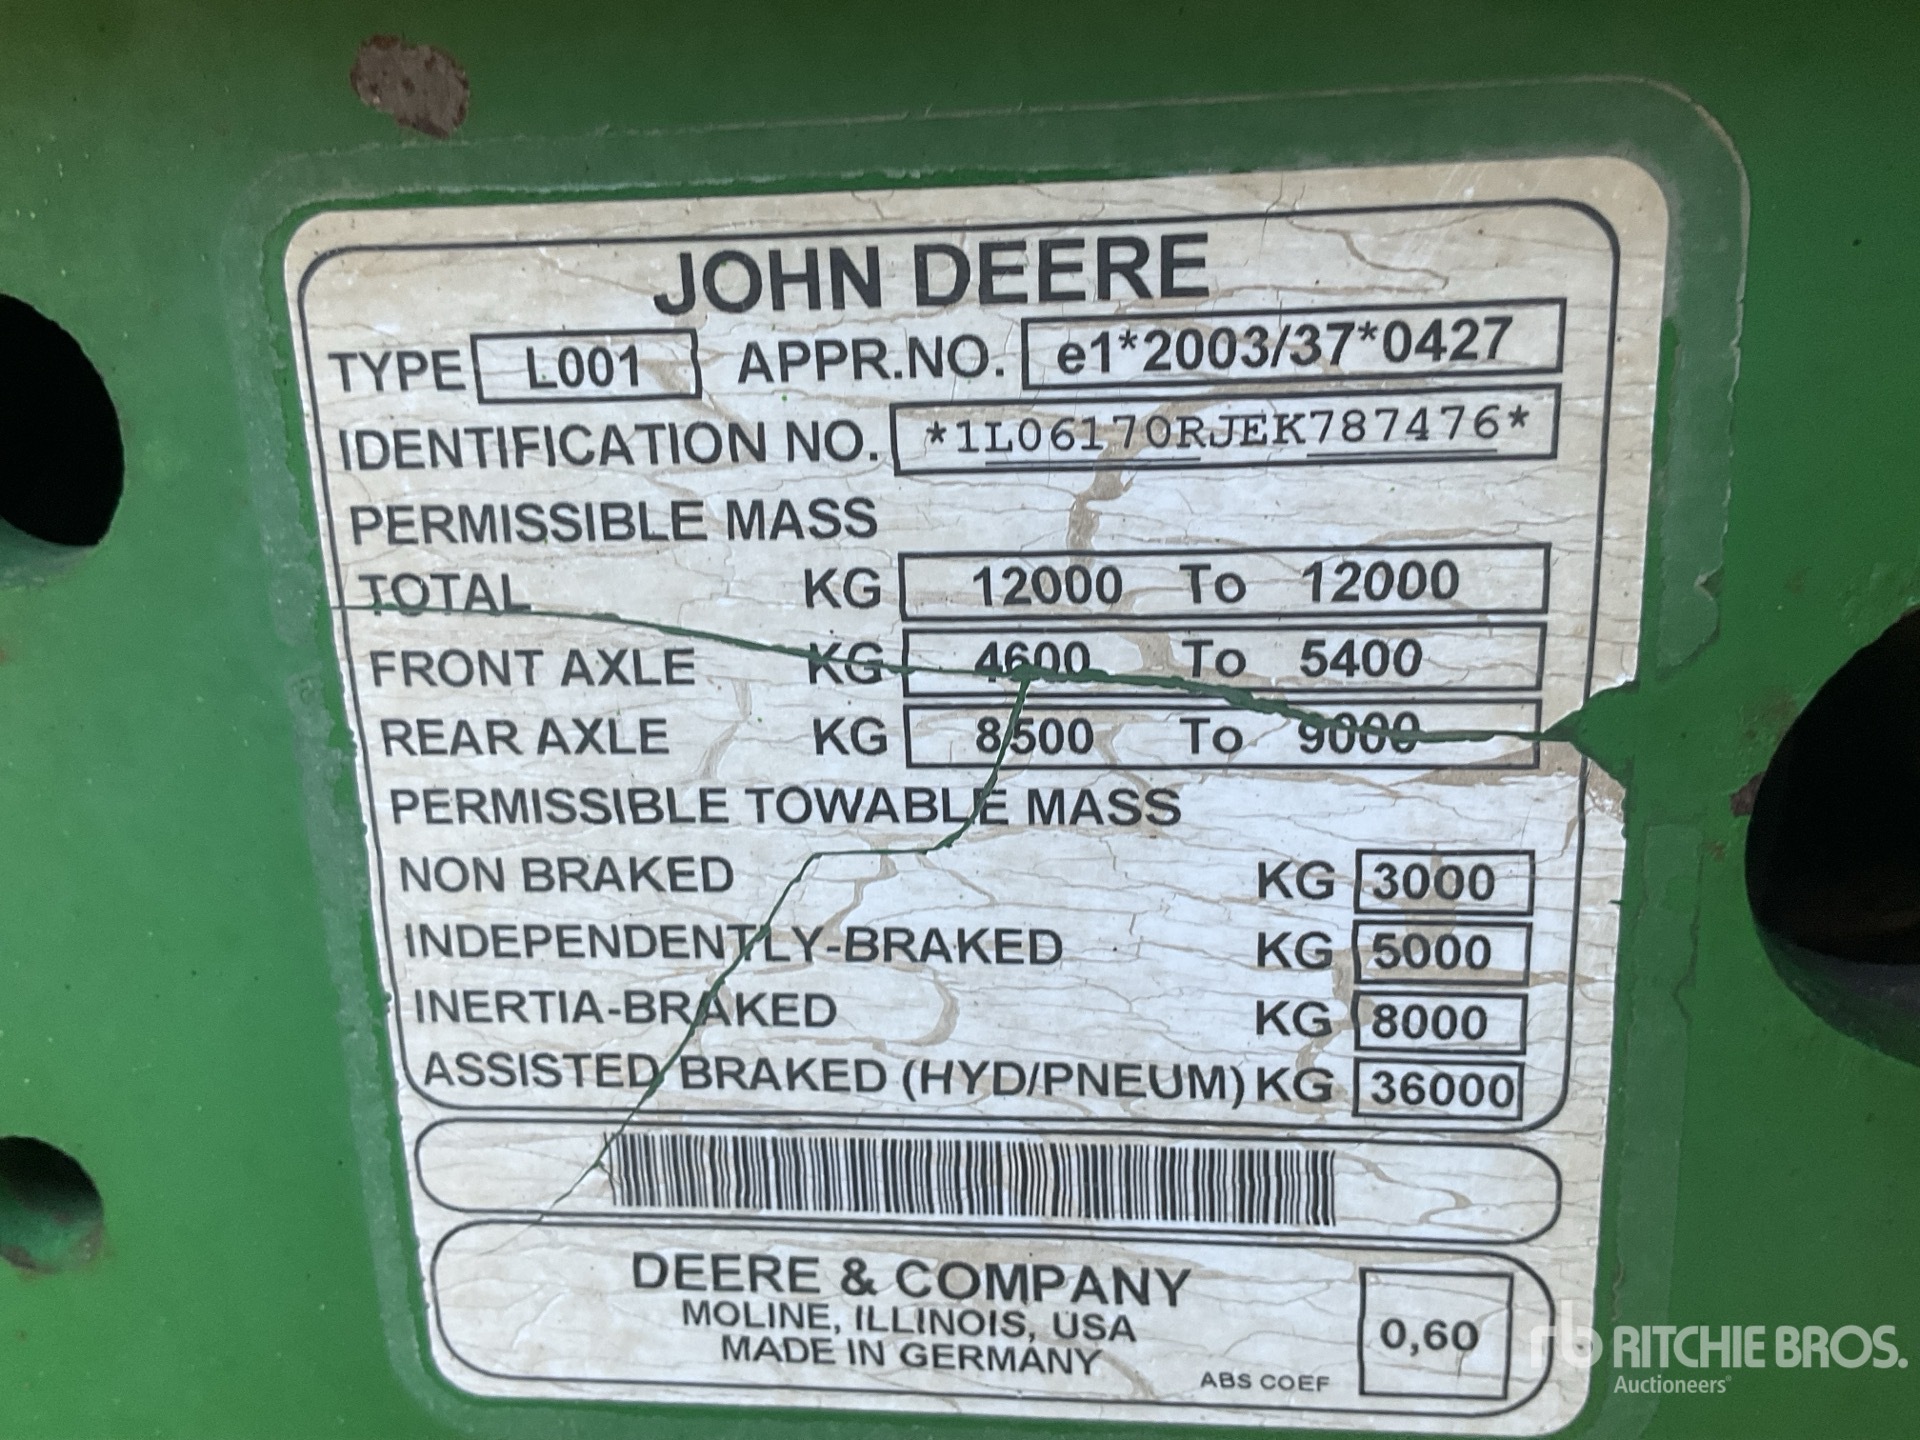 JOHN DEERE
TYPE L001 APPR.NO. e1*2003/37*0427
IDENTIFICATION NO. *1L06170RJEK787476*
PERMISSIBLE MASS
TOTAL KG 12000 To 12000
FRONT AXLE KG 4600 To 5400
REAR AXLE KG 8500 To 9000
PERMISSIBLE TOWABLE MASS
NON BRAKED KG 3000
INDEPENDENTLY-BRAKED KG 5000
INERTIA-BRAKED KG 8000
ASSISTED BRAKED (HYD/PNEUM) KG 36000
DEERE & COMPANY
MOLINE, ILLINOIS, USA
MADE IN GERMANY
ABS COEF 0,60
rb RITCHIE BROS.
Auctioneers